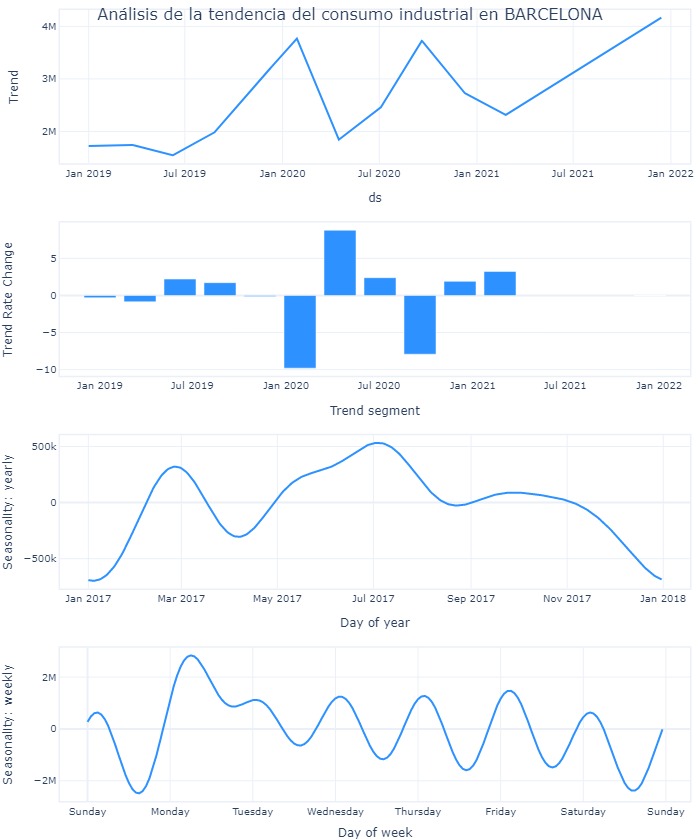 Análisis de la tendencia del consumo industrial en BARCELONA
4M
3M
2M
Trend
Jan 2019 Jul 2019 Jan 2020 Jul 2020 Jan 2021 Jul 2021 Jan 2022
ds
5
0
−5
−10
Trend Rate Change
Jan 2019 Jul 2019 Jan 2020 Jul 2020 Jan 2021 Jul 2021 Jan 2022
Trend segment
500k
0
−500k
Seasonality: yearly
Jan 2017 Mar 2017 May 2017 Jul 2017 Sep 2017 Nov 2017 Jan 2018
Day of year
2M
0
−2M
Seasonality: weekly
Sunday Monday Tuesday Wednesday Thursday Friday Saturday Sunday
Day of week